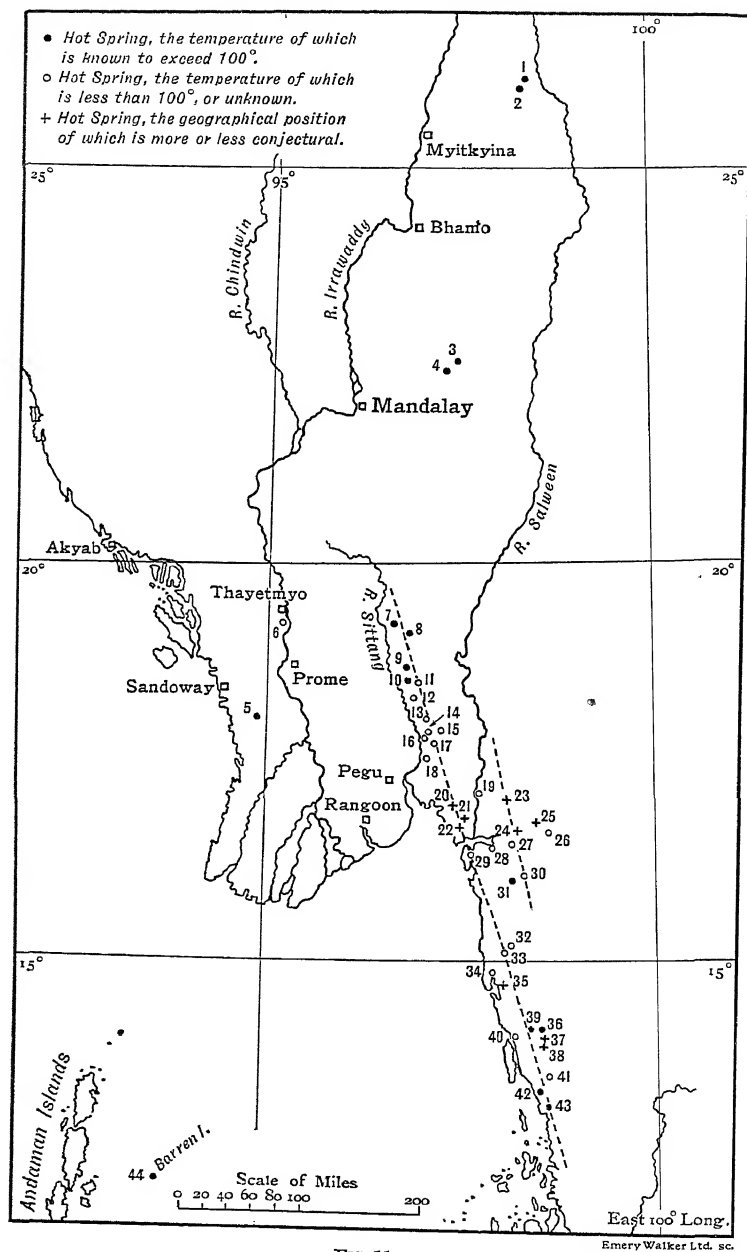 ● Hot Spring, the temperature of which
is known to exceed 100°.
○ Hot Spring, the temperature of which
is less than 100°, or unknown.
+ Hot Spring, the geographical position
of which is more or less conjectural.
100°
1
2
Myitkyina
25°
95
25°
R. Chindwin
R. Irrawaddy
Bhamo
3
4
Mandalay
R. Salween
Akyab
20°
20°
Thayetmyo
6
R. Sittang
7
8
9
10
11
Prome
Sandoway
12
13
14
5
15
16
17
18
Pegu
19
23
20
21
Rangoon
22
24
25
26
27
28
29
30
31
32
33
15°
34
35
15°
39
36
37
40
38
41
42
43
Andaman Islands
44
Barren I.
Scale of Miles
0 20 40 60 80 100 200
East 100° Long.
Emery Walker Ltd. sc.